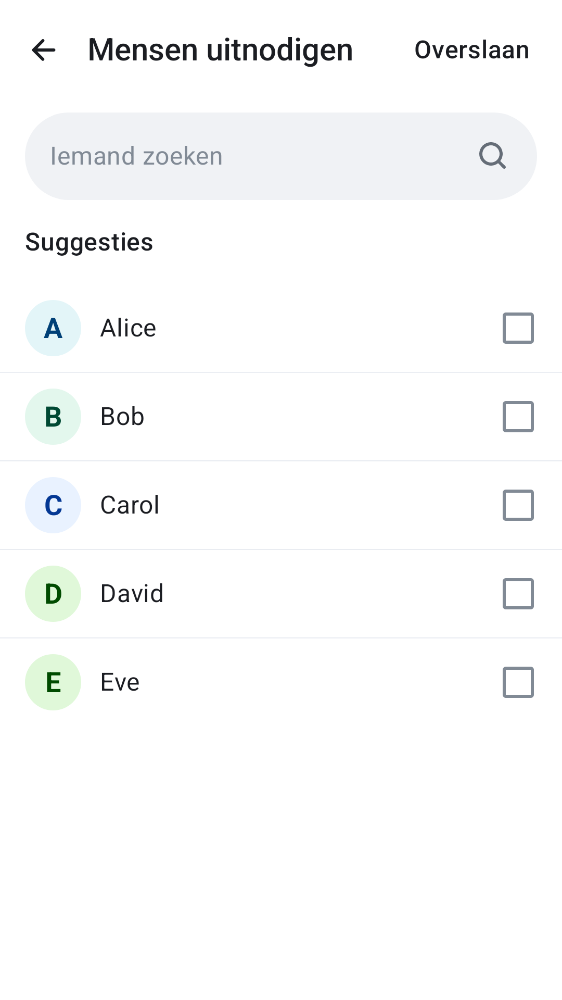 Mensen uitnodigen Overslaan
Iemand zoeken
Suggesties
A Alice
B Bob
C Carol
D David
E Eve